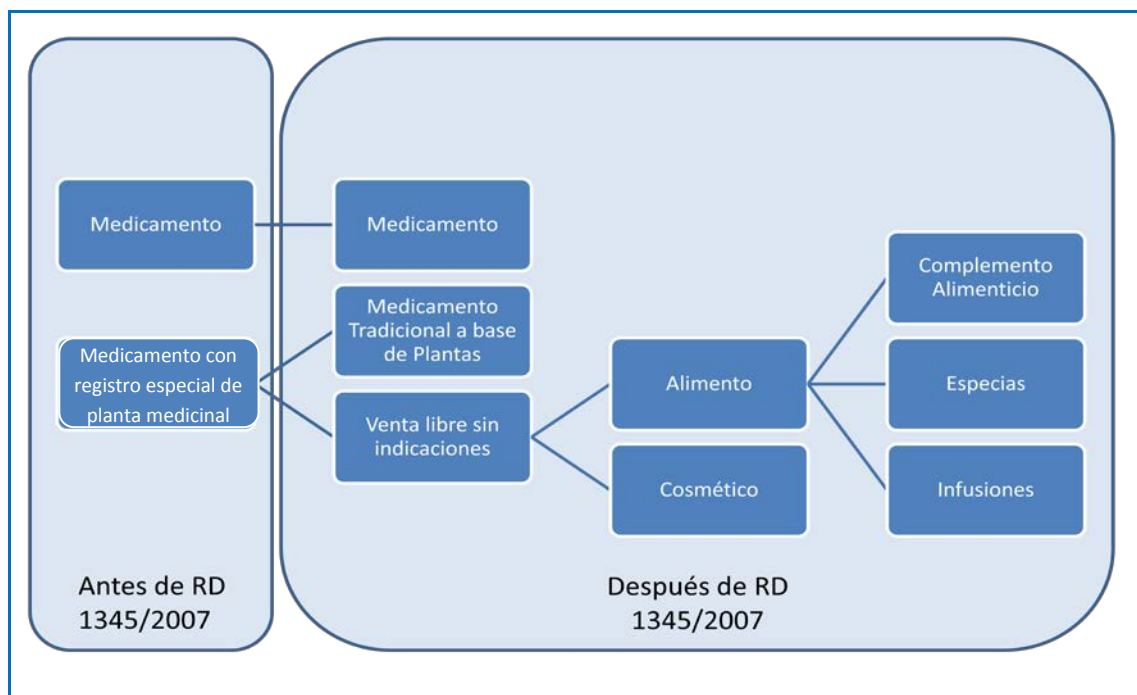 Medicamento
Medicamento con
registro especial de
planta medicinal
Antes de RD
1345/2007
Medicamento
Medicamento
Tradicional a base
de Plantas
Venta libre sin
indicaciones
Alimento
Cosmético
Complemento
Alimenticio
Especias
Infusiones
Después de RD
1345/2007